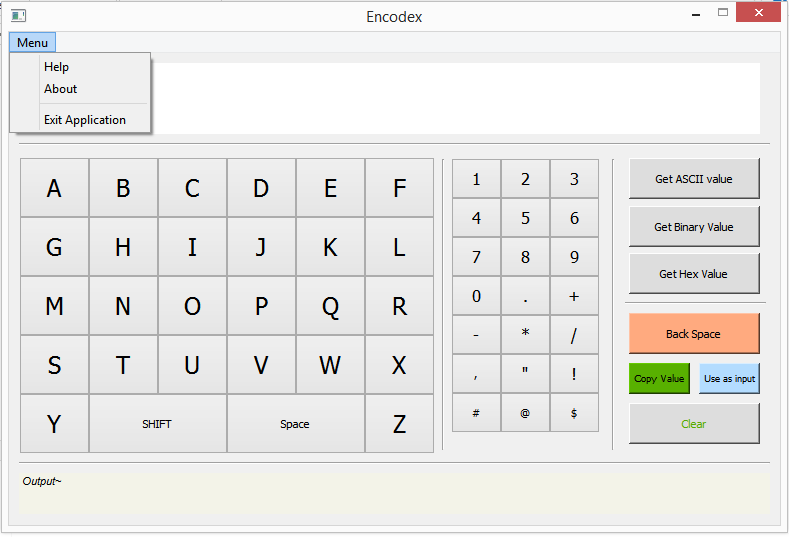 Encodex
Menu
Help
About
Exit Application
A B C D E F
G H I J K L
M N O P Q R
S T U V W X
Y SHIFT Space Z
1 2 3
4 5 6
7 8 9
0 . +
- * /
, " !
# @ $
Get ASCII value
Get Binary Value
Get Hex Value
Back Space
Copy Value Use as input
Clear
Output~